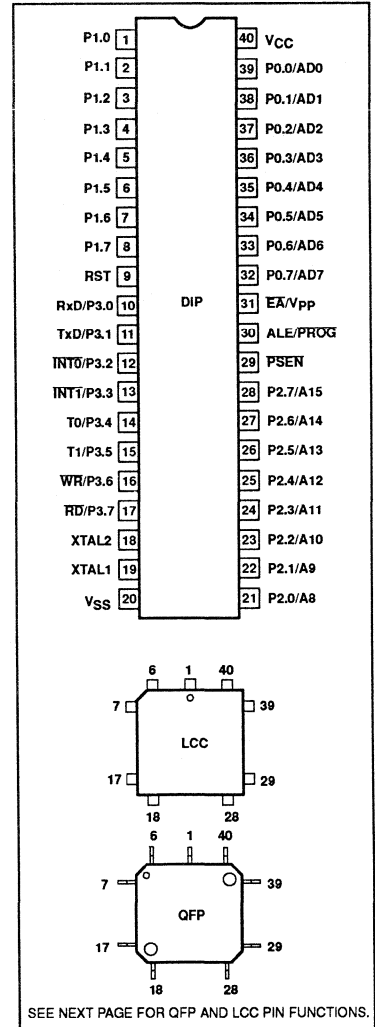 P1.0 1 40 VCC
P1.1 2 39 P0.0/AD0
P1.2 3 38 P0.1/AD1
P1.3 4 37 P0.2/AD2
P1.4 5 36 P0.3/AD3
P1.5 6 35 P0.4/AD4
P1.6 7 34 P0.5/AD5
P1.7 8 33 P0.6/AD6
RST 9 32 P0.7/AD7
RxD/P3.0 10 DIP 31 E̅A̅/VPP
TxD/P3.1 11 30 ALE/P̅R̅O̅G̅
I̅N̅T̅0̅/P3.2 12 29 P̅S̅E̅N̅
I̅N̅T̅1̅/P3.3 13 28 P2.7/A15
T0/P3.4 14 27 P2.6/A14
T1/P3.5 15 26 P2.5/A13
W̅R̅/P3.6 16 25 P2.4/A12
R̅D̅/P3.7 17 24 P2.3/A11
XTAL2 18 23 P2.2/A10
XTAL1 19 22 P2.1/A9
VSS 20 21 P2.0/A8
6 1 40
7 39
LCC
17 29
18 28
6 1 40
7 39
QFP
17 29
18 28
SEE NEXT PAGE FOR QFP AND LCC PIN FUNCTIONS.